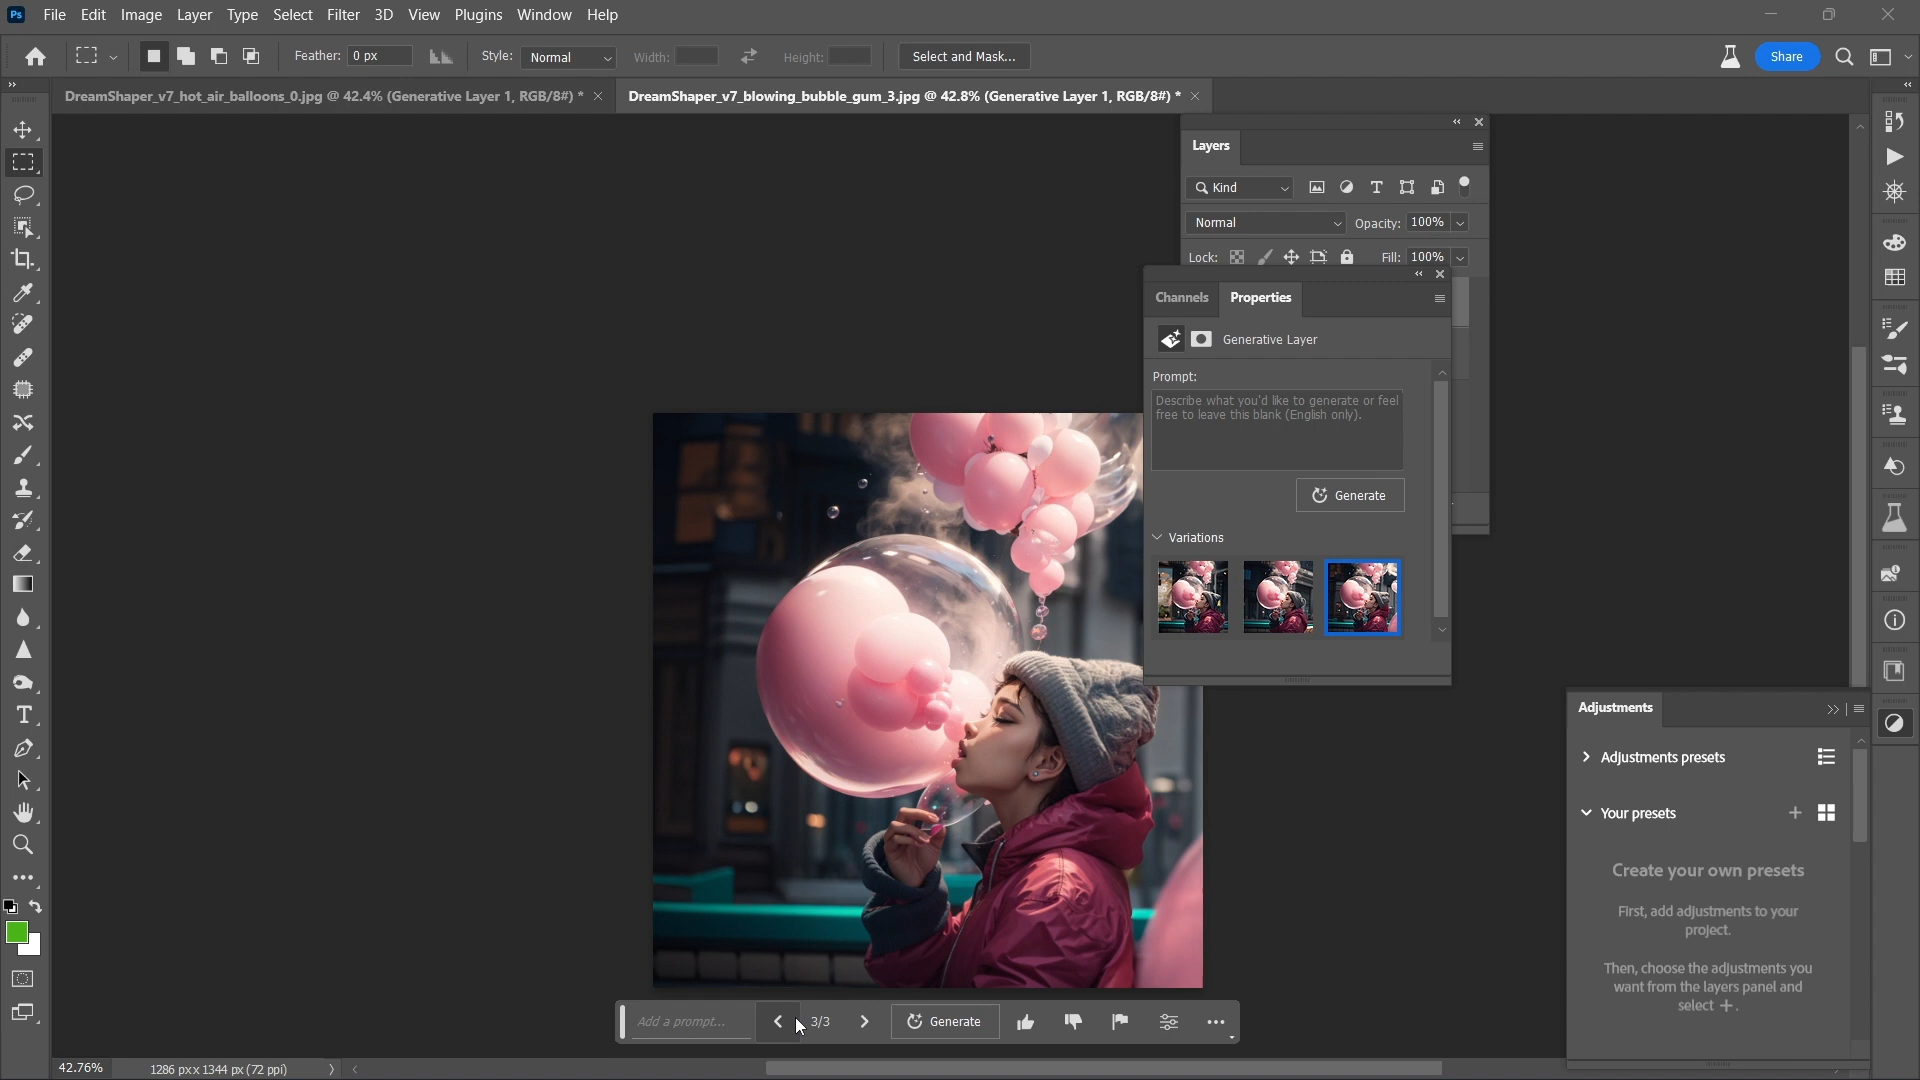 Ps File Edit Image Layer Type Select Filter 3D View Plugins Window Help
Feather: 0 px Style: Normal Width: Height: Select and Mask... Share
DreamShaper_v7_hot_air_balloons_0.jpg @ 42.4% (Generative Layer 1, RGB/8#) * DreamShaper_v7_blowing_bubble_gum_3.jpg @ 42.8% (Generative Layer 1, RGB/8#) *
Layers
Kind
Normal Opacity: 100%
Lock: Fill: 100%
Channels Properties
Generative Layer
Prompt:
Describe what you'd like to generate or feel
free to leave this blank (English only).
Generate
Variations
Adjustments
Adjustments presets
Your presets
Create your own presets
First, add adjustments to your
project.
Then, choose the adjustments you
want from the layers panel and
select +.
Add a prompt... 3/3 Generate
42.76% 1286 px x 1344 px (72 ppi)